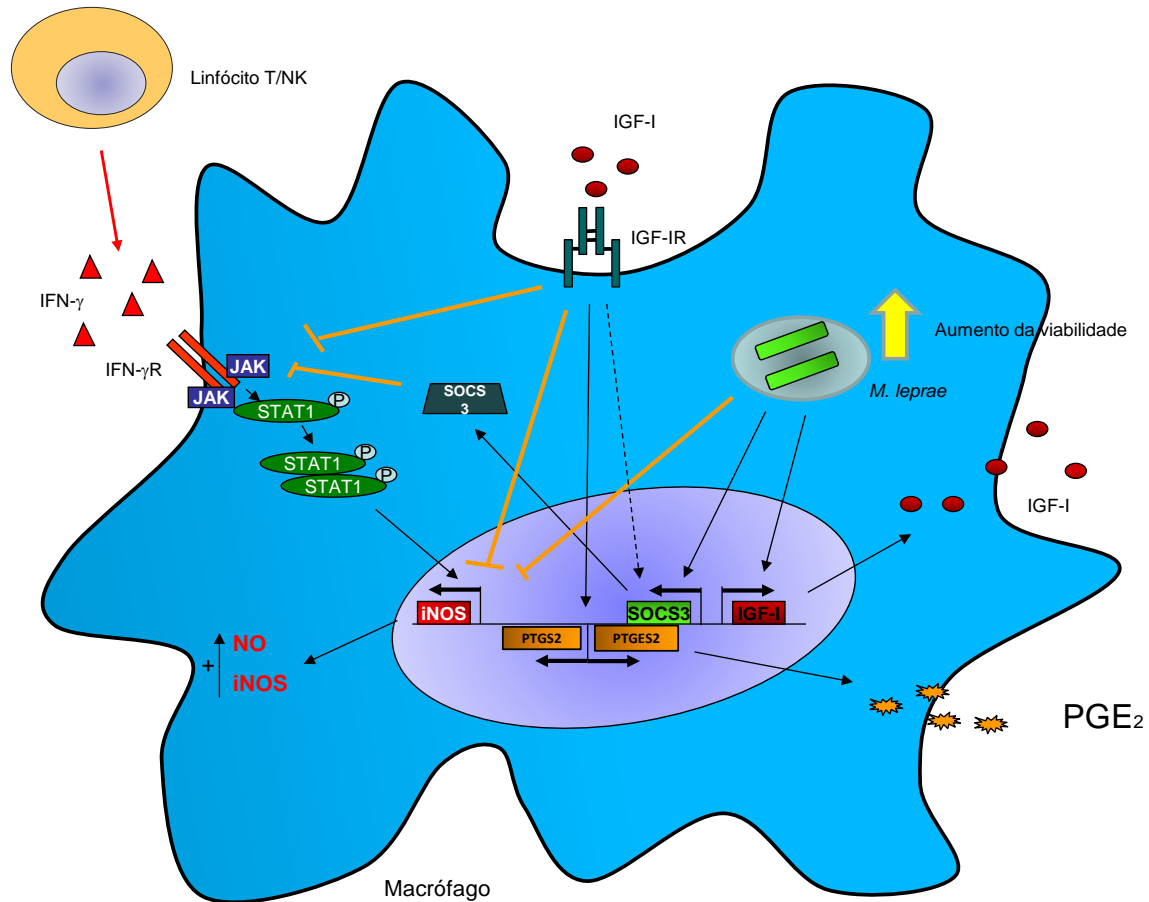 Linfócito T/NK
IGF-I
IGF-IR
IFN-γ
Aumento da viabilidade
IFN-γR
JAK
JAK
M. leprae
SOCS
3
P
STAT1
P
STAT1
P
STAT1
IGF-I
iNOS
SOCS3
IGF-I
PTGS2
PTGES2
+
NO
iNOS
PGE₂
Macrófago